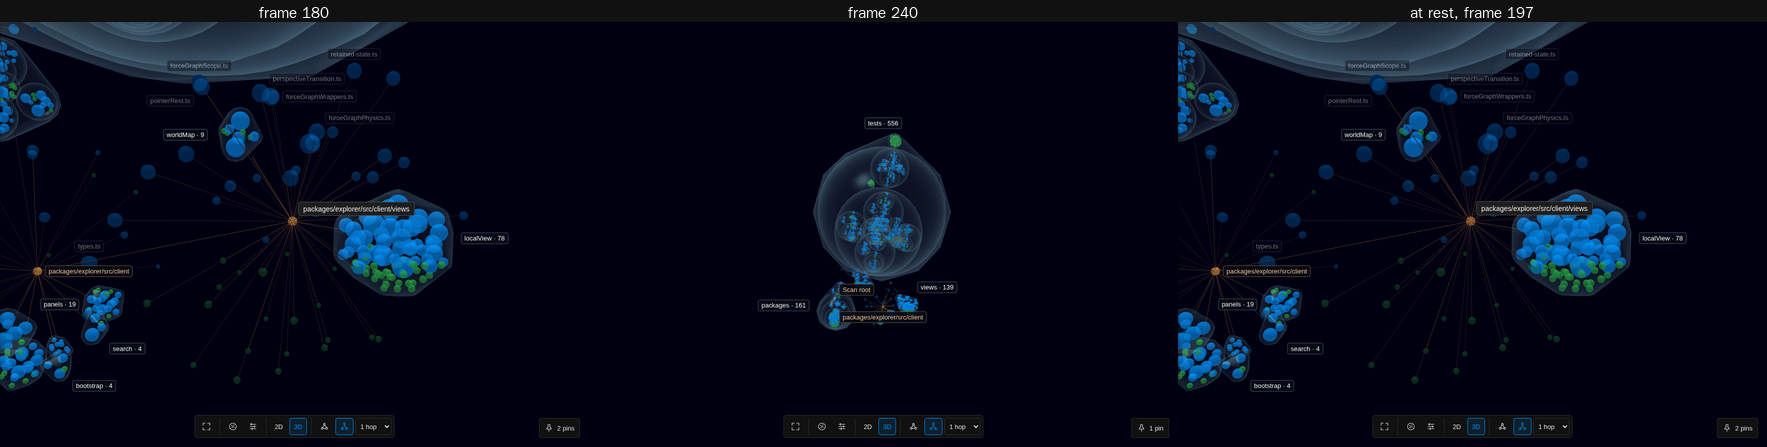 frame 180
retained-state.ts
forceGraphScope.ts
perspectiveTransition.ts
pointerRest.ts
forceGraphWrappers.ts
forceGraphPhysics.ts
worldMap · 9
packages/explorer/src/client/views
localView · 78
types.ts
packages/explorer/src/client
panels · 19
search · 4
bootstrap · 4
2D 3D 1 hop
2 pins
frame 240
tests · 556
Scan root
views · 139
packages · 161
packages/explorer/src/client
2D 3D 1 hop
1 pin
at rest, frame 197
retained-state.ts
forceGraphScope.ts
perspectiveTransition.ts
pointerRest.ts
forceGraphWrappers.ts
forceGraphPhysics.ts
worldMap · 9
packages/explorer/src/client/views
localView · 78
types.ts
packages/explorer/src/client
panels · 19
search · 4
bootstrap · 4
2D 3D 1 hop
2 pins